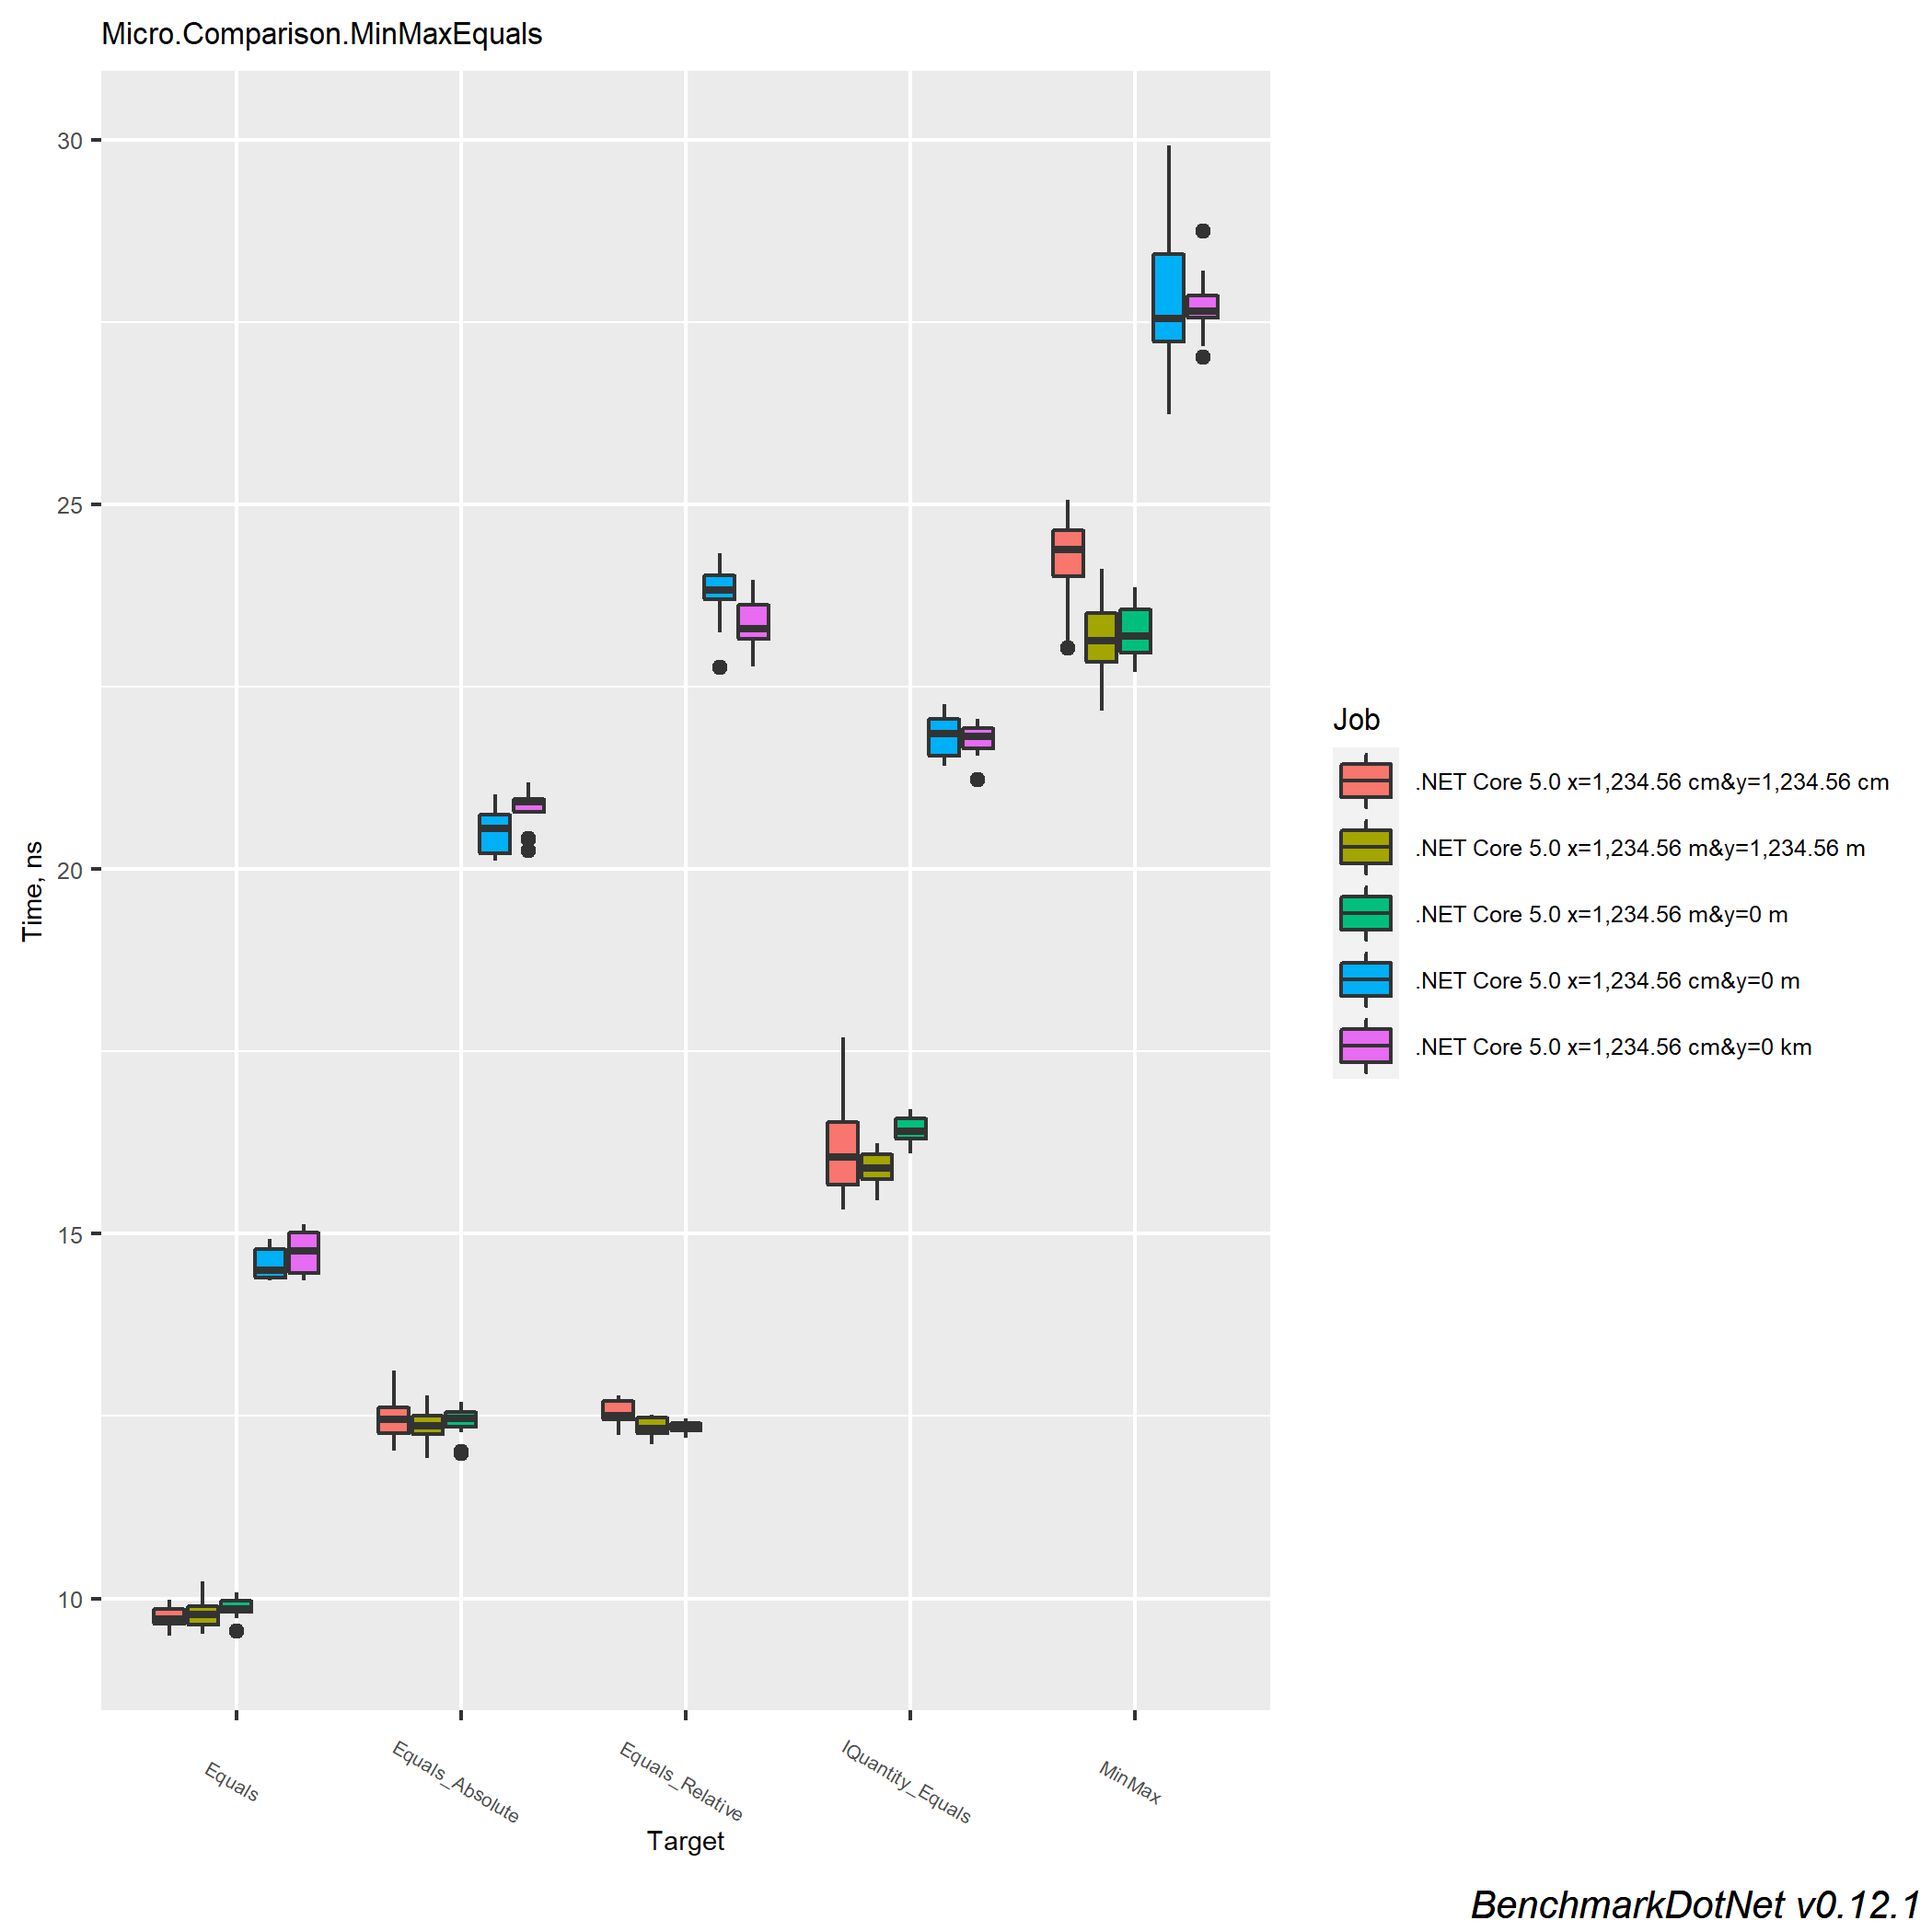 Micro.Comparison.MinMaxEquals
30
25
20
15
10
Time, ns
Equals
Equals_Absolute
Equals_Relative
IQuantity_Equals
MinMax
Target
Job
.NET Core 5.0 x=1,234.56 cm&y=1,234.56 cm
.NET Core 5.0 x=1,234.56 m&y=1,234.56 m
.NET Core 5.0 x=1,234.56 m&y=0 m
.NET Core 5.0 x=1,234.56 cm&y=0 m
.NET Core 5.0 x=1,234.56 cm&y=0 km
BenchmarkDotNet v0.12.1